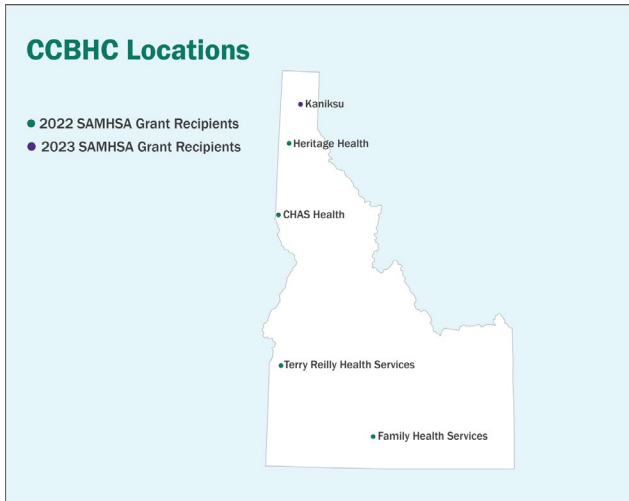 CCBHC Locations
2022 SAMHSA Grant Recipients
2023 SAMHSA Grant Recipients
Kaniksu
Heritage Health
CHAS Health
Terry Reilly Health Services
Family Health Services